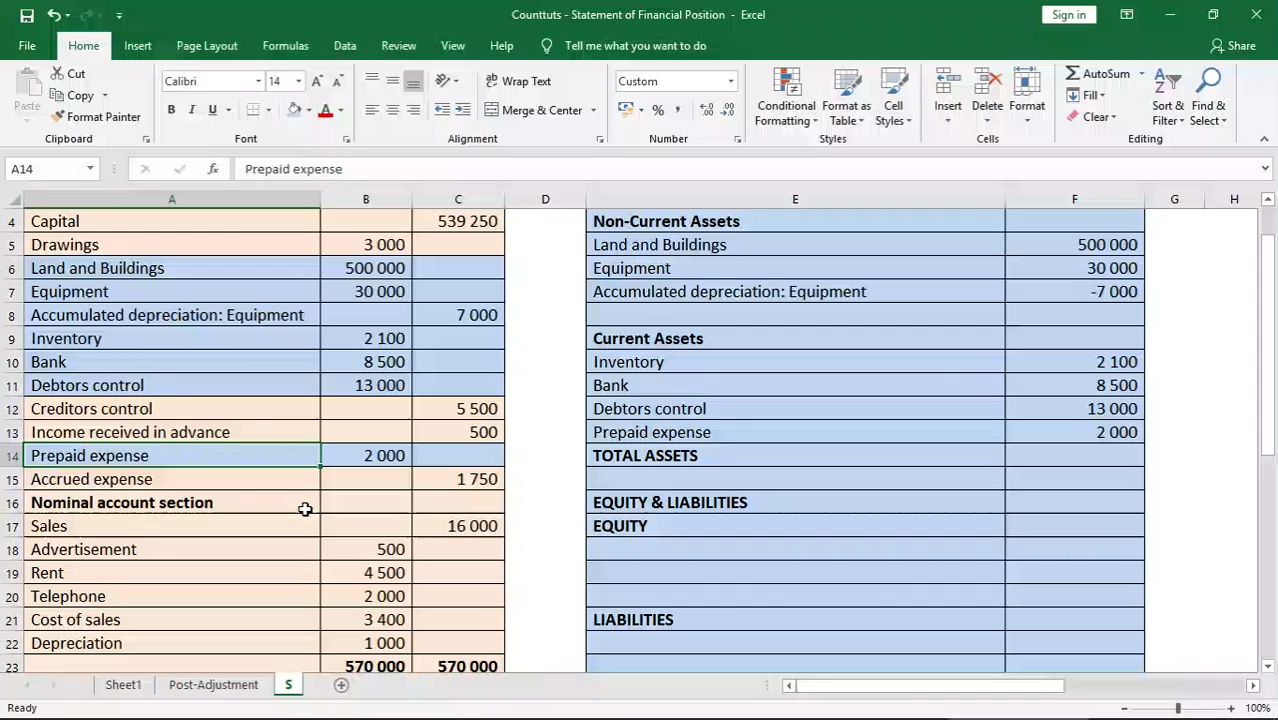 Counttuts - Statement of Financial Position - Excel
Sign in
File Home Insert Page Layout Formulas Data Review View Help Tell me what you want to do Share
Paste
Cut
Copy
Format Painter
Clipboard
Calibri 14
B I U
Font
Wrap Text
Merge & Center
Alignment
Custom
%
Number
Conditional Formatting
Format as Table
Cell Styles
Styles
Insert Delete Format
Cells
AutoSum
Fill
Clear
Sort & Filter
Find & Select
Editing
A14 fx Prepaid expense
A B C D E F G H
4 Capital 539 250 Non-Current Assets
5 Drawings 3 000 Land and Buildings 500 000
6 Land and Buildings 500 000 Equipment 30 000
7 Equipment 30 000 Accumulated depreciation: Equipment -7 000
8 Accumulated depreciation: Equipment 7 000
9 Inventory 2 100 Current Assets
10 Bank 8 500 Inventory 2 100
11 Debtors control 13 000 Bank 8 500
12 Creditors control 5 500 Debtors control 13 000
13 Income received in advance 500 Prepaid expense 2 000
14 Prepaid expense 2 000 TOTAL ASSETS
15 Accrued expense 1 750
16 Nominal account section EQUITY & LIABILITIES
17 Sales 16 000 EQUITY
18 Advertisement 500
19 Rent 4 500
20 Telephone 2 000
21 Cost of sales 3 400 LIABILITIES
22 Depreciation 1 000
23 570 000 570 000
Sheet1 Post-Adjustment S
Ready 100%